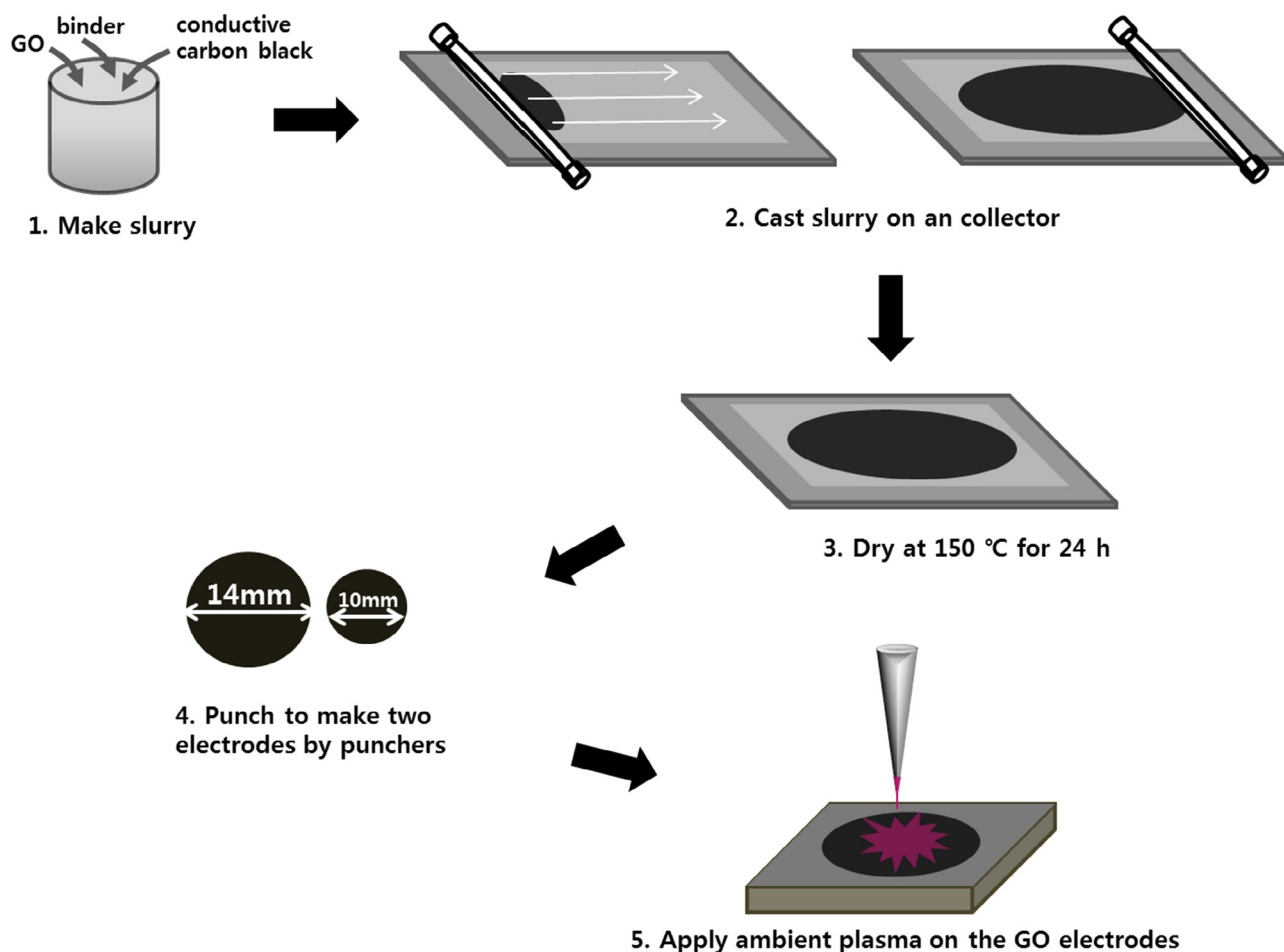 GO
binder
conductive
carbon black
1. Make slurry
2. Cast slurry on an collector
3. Dry at 150 ℃ for 24 h
14mm
10mm
4. Punch to make two
electrodes by punchers
5. Apply ambient plasma on the GO electrodes